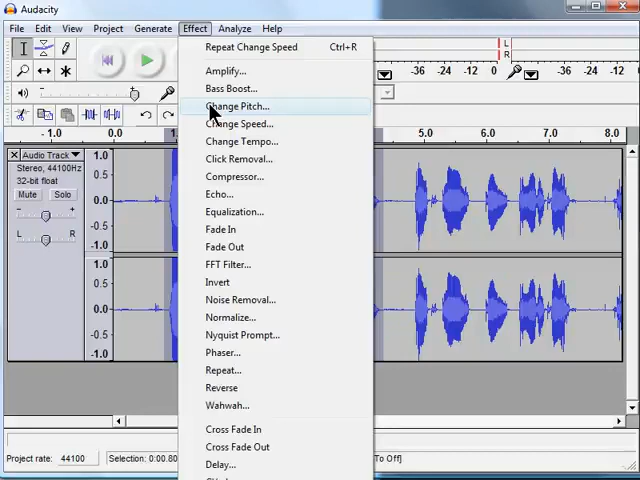 Audacity
File Edit View Project Generate Effect Analyze Help
Repeat Change Speed Ctrl+R
Amplify...
Bass Boost...
Change Pitch...
Change Speed...
Change Tempo...
Click Removal...
Compressor...
Echo...
Equalization...
Fade In
Fade Out
FFT Filter...
Invert
Noise Removal...
Normalize...
Nyquist Prompt...
Phaser...
Repeat...
Reverse
Wahwah...
Cross Fade In
Cross Fade Out
Delay...
L
R
-36 -24 -12 0
-36 -24 -12 0
- 1.0 0.0 5.0 6.0 7.0 8.0
Audio Track
Stereo, 44100Hz
32-bit float
Mute Solo
- +
L R
1.0
0.5
0.0
-0.5
-1.0
1.0
0.5
0.0
-0.5
-1.0
Project rate: 44100 Selection: 0:00.80 To Off]